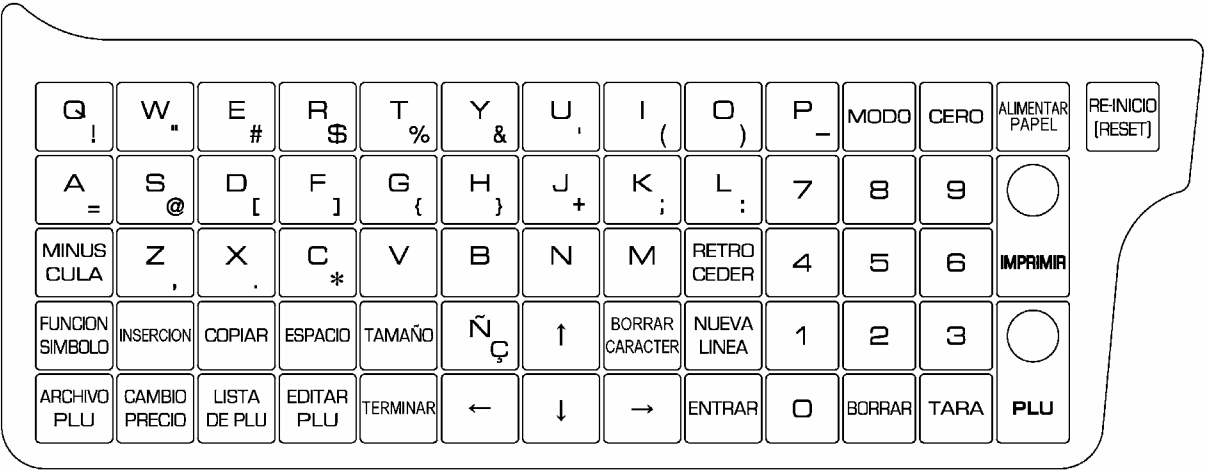 Q ! W " E # R $ T % Y & U ' I ( O ) P _ MODO CERO ALIMENTAR PAPEL RE-INICIO (RESET)
A = S @ D [ F ] G { H } J + K ; L : 7 8 9
MINUS CULA Z , X . C * V B N M RETRO CEDER 4 5 6 IMPRIMIR
FUNCION SIMBOLO INSERCION COPIAR ESPACIO TAMAÑO Ñ Ç ↑ BORRAR CARACTER NUEVA LINEA 1 2 3
ARCHIVO PLU CAMBIO PRECIO LISTA DE PLU EDITAR PLU TERMINAR ← ↓ → ENTRAR 0 BORRAR TARA PLU